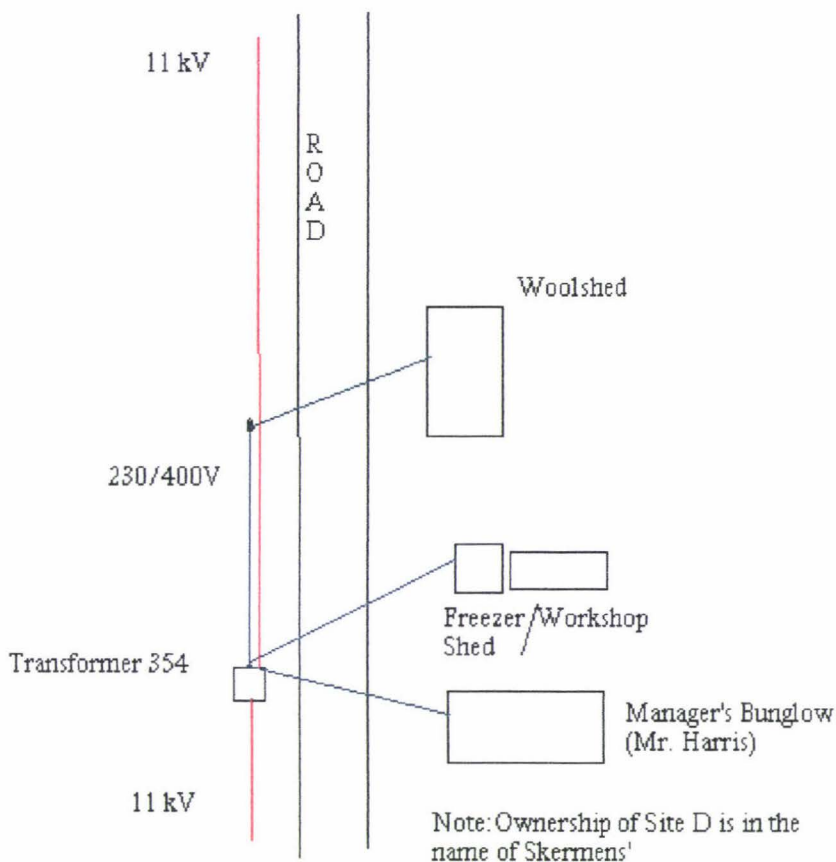 11 kV
ROAD
Woolshed
230/400V
Freezer/Workshop
Shed
Transformer 354
Manager's Bunglow
(Mr. Harris)
11 kV
Note: Ownership of Site D is in the
name of Skermens'